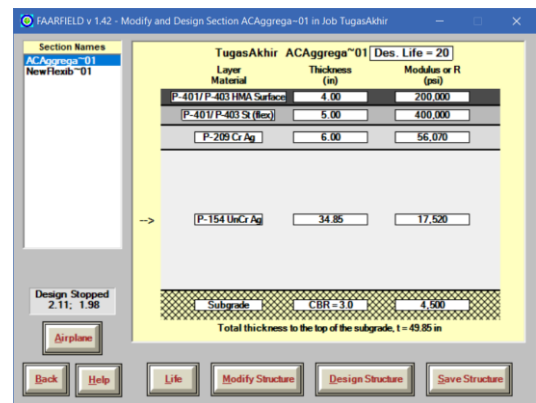 FAARFIELD v 1.42 - Modify and Design Section ACAggrega~01 in Job TugasAkhir
Section Names
ACAggrega~01
NewFlexib~01
TugasAkhir ACAggrega~01 Des. Life = 20
Layer Material Thickness (in) Modulus or R (psi)
P-401/ P-403 HMA Surface 4.00 200,000
P-401/ P-403 St (flex) 5.00 400,000
P-209 Cr Ag 6.00 56,070
--> P-154 UnCr Ag 34.85 17,520
Subgrade CBR = 3.0 4,500
Total thickness to the top of the subgrade, t = 49.85 in
Design Stopped
2.11; 1.98
Airplane
Back Help Life Modify Structure Design Structure Save Structure